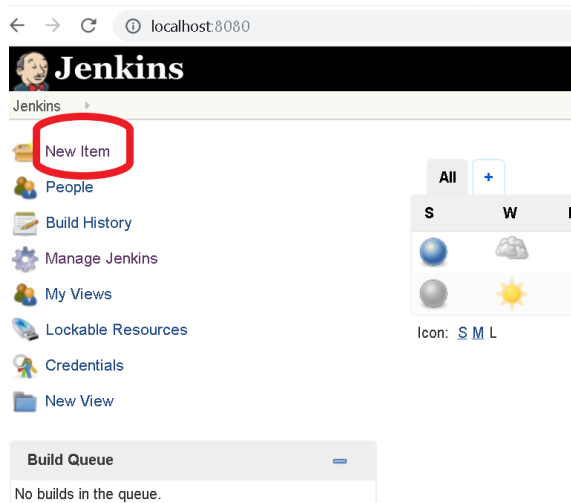 localhost:8080
Jenkins
Jenkins
New Item
People
Build History
Manage Jenkins
My Views
Lockable Resources
Credentials
New View
All +
S W
Icon: S M L
Build Queue
No builds in the queue.